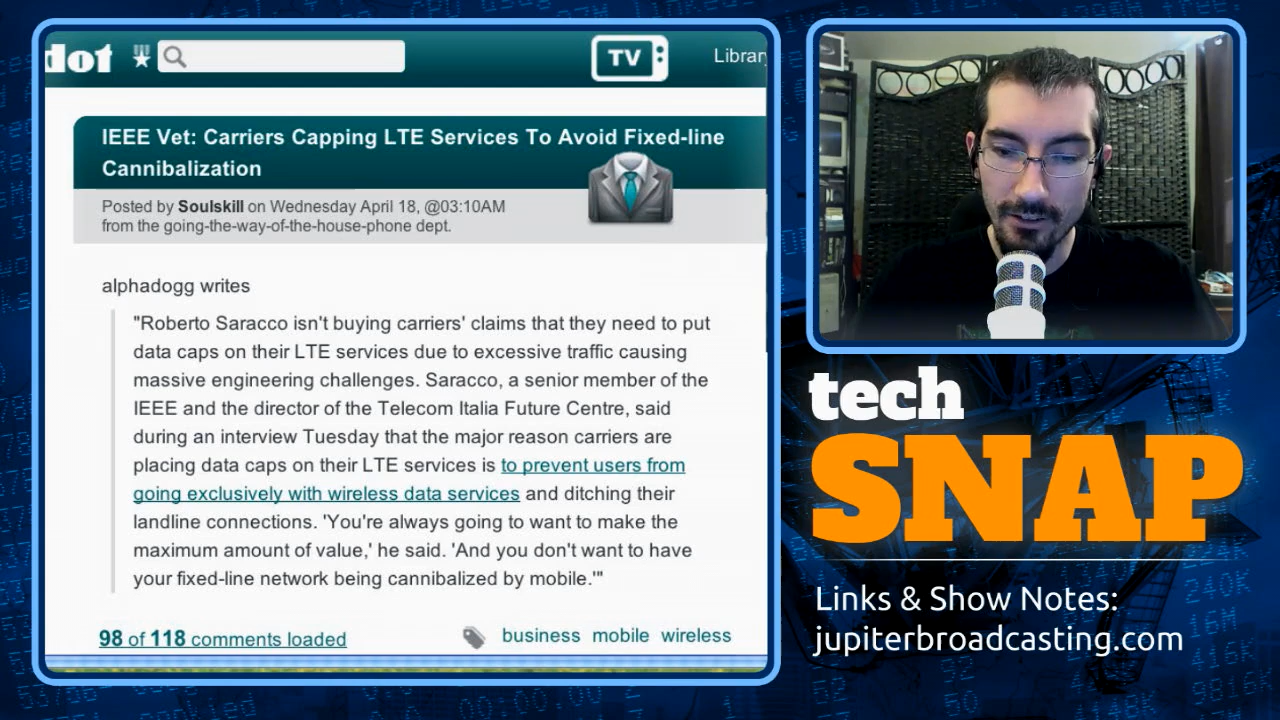 dot
TV
Library
IEEE Vet: Carriers Capping LTE Services To Avoid Fixed-line
Cannibalization
Posted by Soulskill on Wednesday April 18, @03:10AM
from the going-the-way-of-the-house-phone dept.
alphadogg writes
"Roberto Saracco isn't buying carriers' claims that they need to put
data caps on their LTE services due to excessive traffic causing
massive engineering challenges. Saracco, a senior member of the
IEEE and the director of the Telecom Italia Future Centre, said
during an interview Tuesday that the major reason carriers are
placing data caps on their LTE services is to prevent users from
going exclusively with wireless data services and ditching their
landline connections. 'You're always going to want to make the
maximum amount of value,' he said. 'And you don't want to have
your fixed-line network being cannibalized by mobile.'"
98 of 118 comments loaded
business mobile wireless
tech
SNAP
Links & Show Notes:
jupiterbroadcasting.com